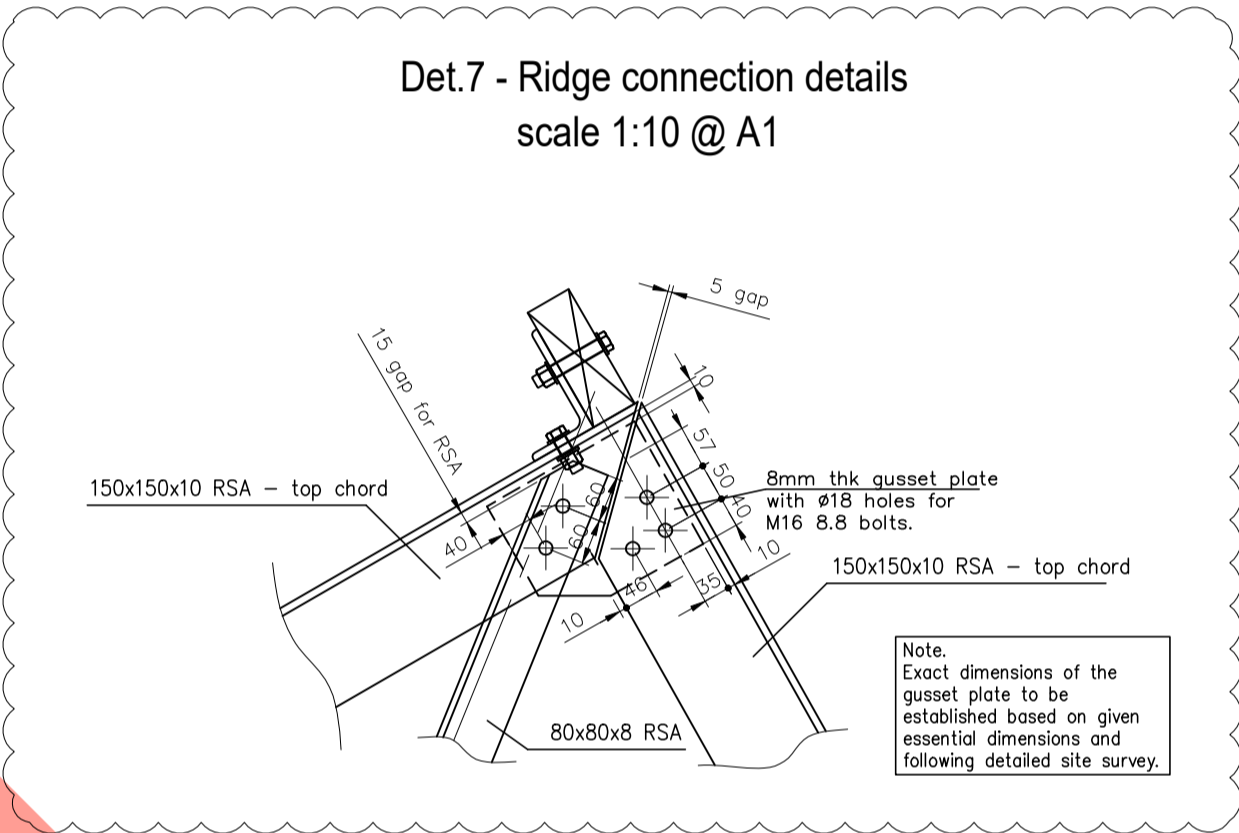 Det.7 - Ridge connection details
scale 1:10 @ A1
5 gap
15 gap for RSA
10
57
50
40
150x150x10 RSA – top chord
8mm thk gusset plate
with ø18 holes for
M16 8.8 bolts.
60
60
40
10
150x150x10 RSA – top chord
46
35
10
Note.
Exact dimensions of the
gusset plate to be
established based on given
essential dimensions and
following detailed site survey.
80x80x8 RSA